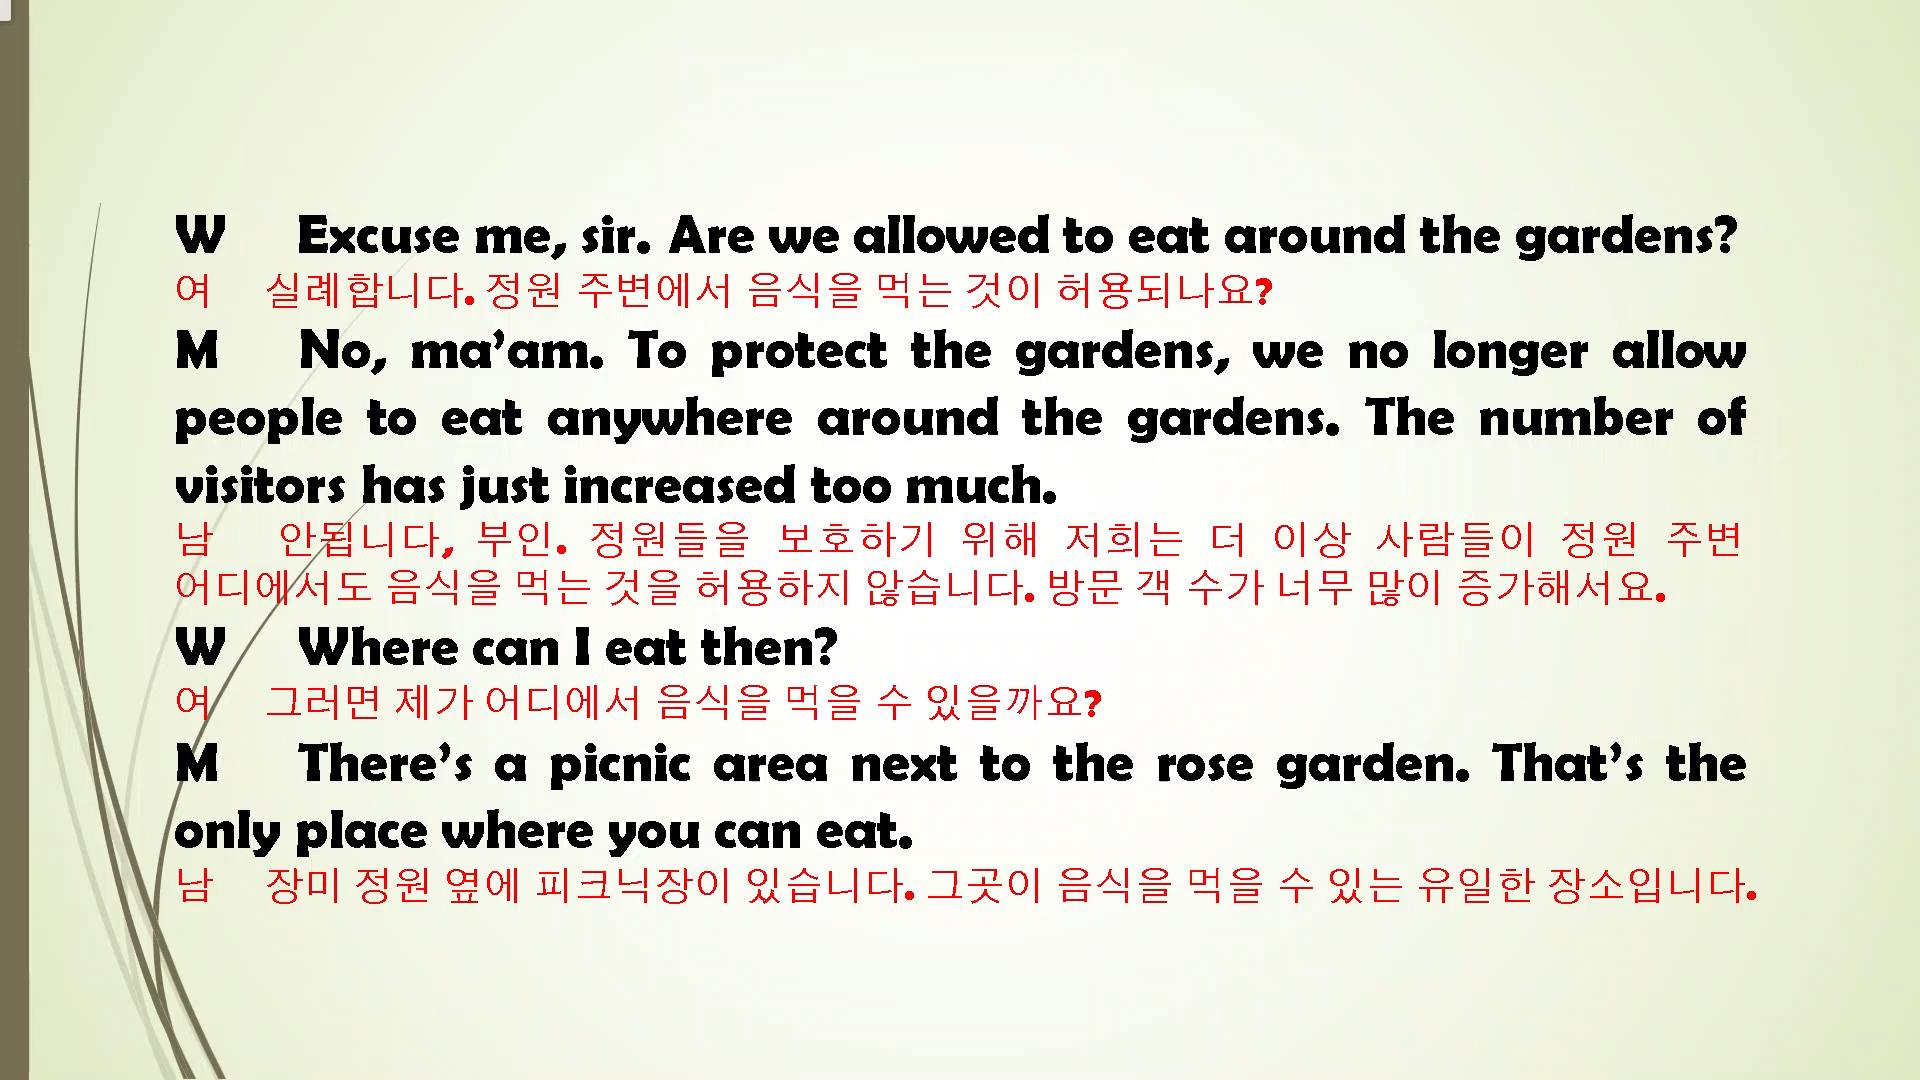 W Excuse me, sir. Are we allowed to eat around the gardens?
여 실례합니다. 정원 주변에서 음식을 먹는 것이 허용되나요?
M No, ma’am. To protect the gardens, we no longer allow
people to eat anywhere around the gardens. The number of
visitors has just increased too much.
남 안됩니다, 부인. 정원들을 보호하기 위해 저희는 더 이상 사람들이 정원 주변
어디에서도 음식을 먹는 것을 허용하지 않습니다. 방문 객 수가 너무 많이 증가해서요.
W Where can I eat then?
여 그러면 제가 어디에서 음식을 먹을 수 있을까요?
M There’s a picnic area next to the rose garden. That’s the
only place where you can eat.
남 장미 정원 옆에 피크닉장이 있습니다. 그곳이 음식을 먹을 수 있는 유일한 장소입니다.